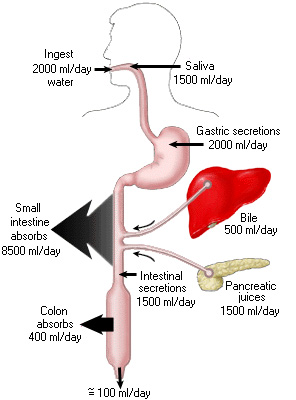 Ingest
2000 ml/day
water
Saliva
1500 ml/day
Gastric secretions
2000 ml/day
Small
intestine
absorbs
8500 ml/day
Bile
500 ml/day
Intestinal
secretions
1500 ml/day
Pancreatic
juices
1500 ml/day
Colon
absorbs
400 ml/day
≅ 100 ml/day